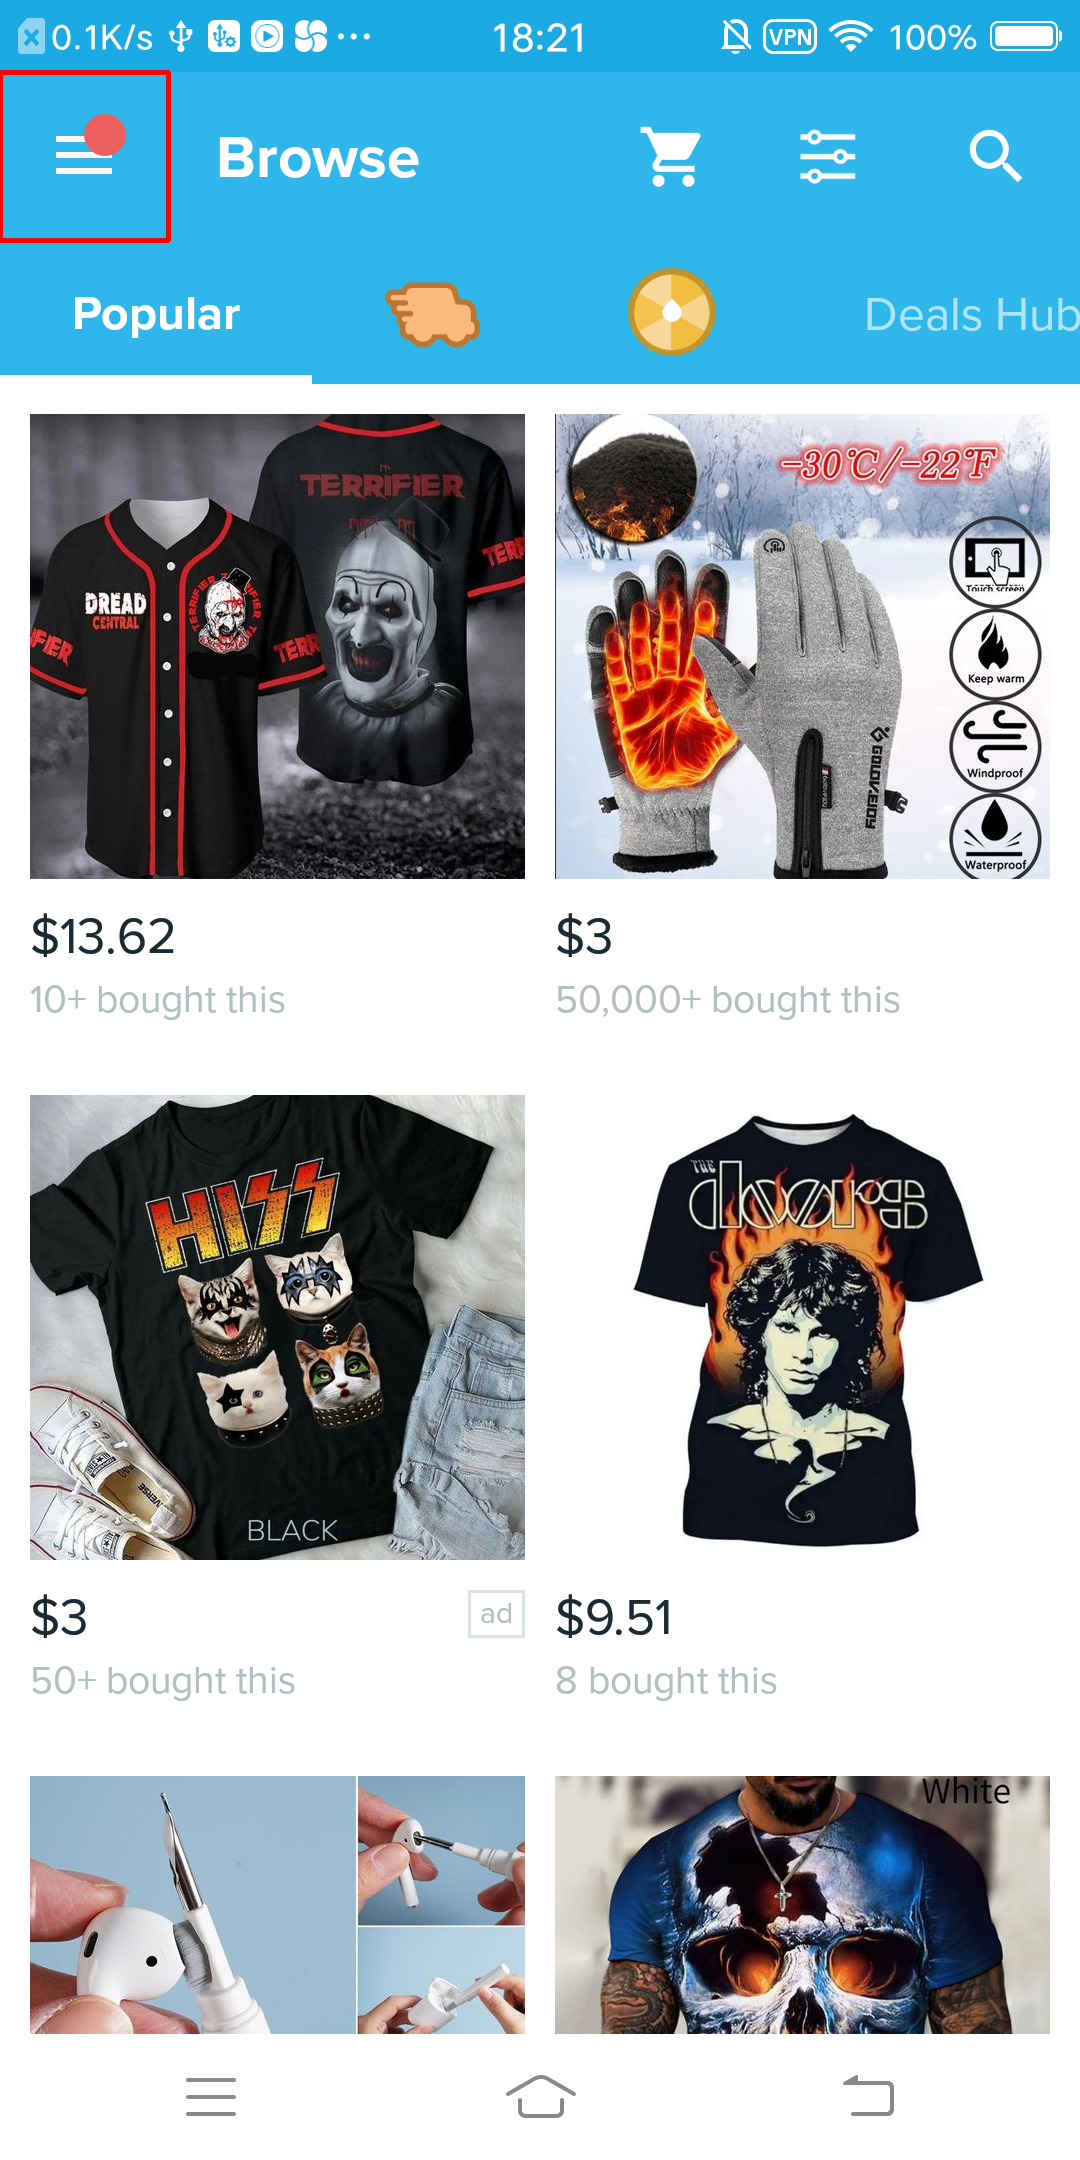 0.1K/s
18:21
VPN
100%
Browse
Popular
Deals Hub
TERRIFIER
DREAD
CENTRAL
-30°C/-22°F
Touch screen
Keep warm
Windproof
Waterproof
GOLOVEJOY
$13.62
10+ bought this
$3
50,000+ bought this
HISS
BLACK
THE
doors
$3
ad
$9.51
50+ bought this
8 bought this
White